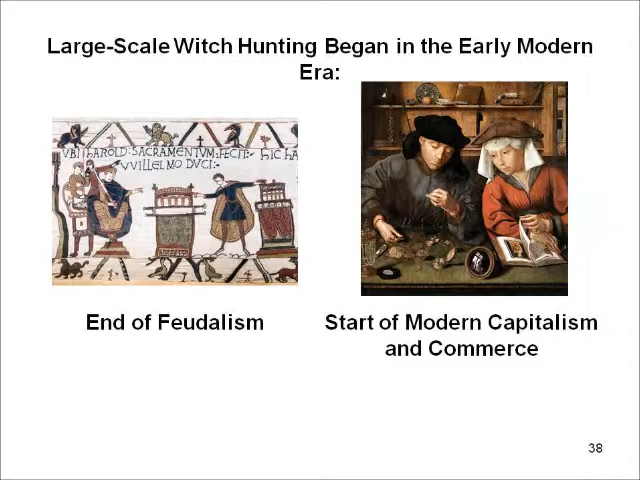 Large-Scale Witch Hunting Began in the Early Modern
Era:
VBI hAROLD: SACRAMENTVM: FECIT:· hIC hA
VVILLELMO DVCI:·
End of Feudalism
Start of Modern Capitalism
and Commerce
38